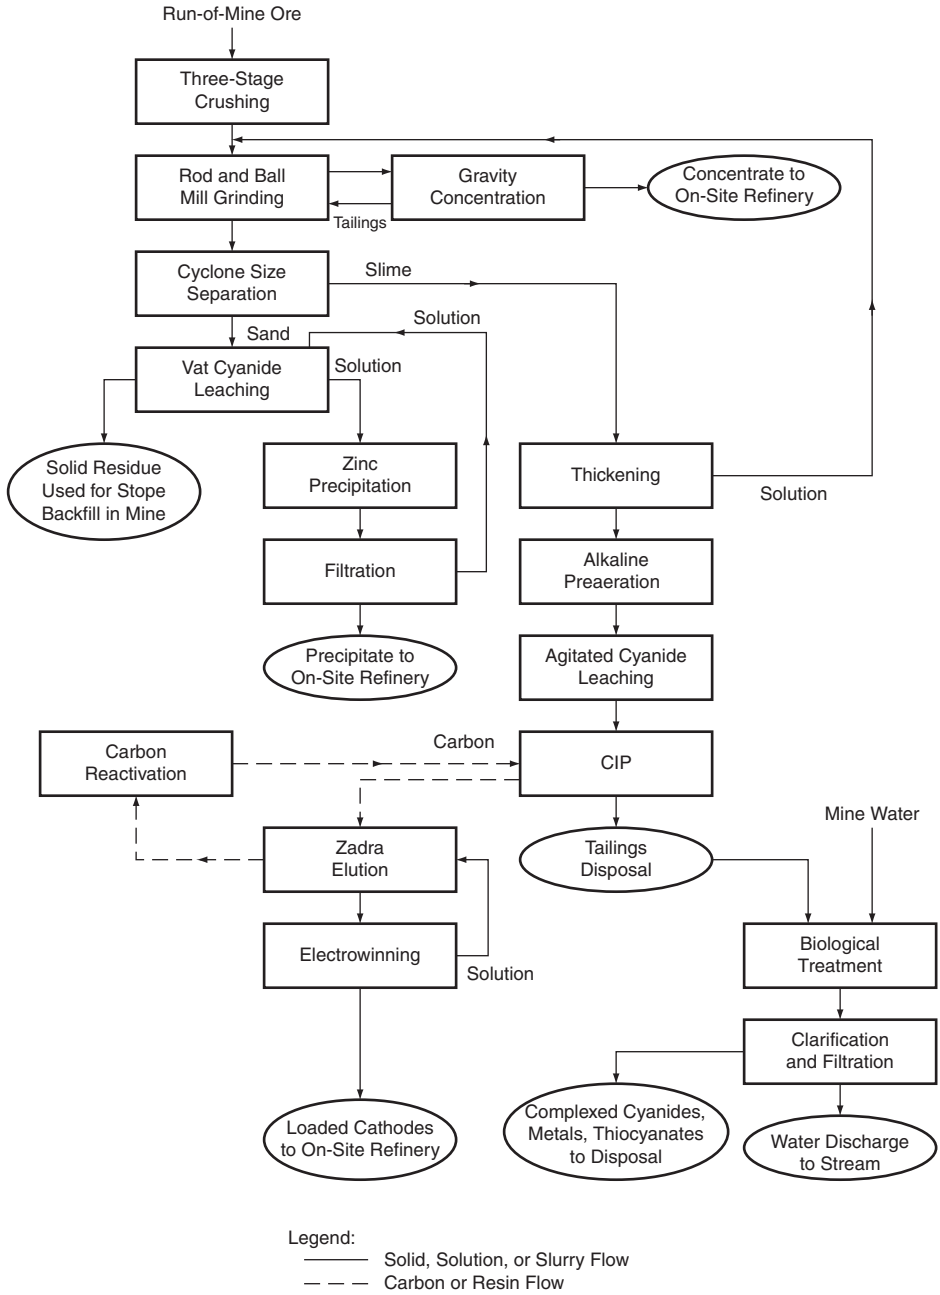 Run-of-Mine Ore
Three-Stage
Crushing
Rod and Ball
Mill Grinding
Gravity
Concentration
Concentrate to
On-Site Refinery
Tailings
Cyclone Size
Separation
Slime
Sand
Solution
Vat Cyanide
Leaching
Solution
Solid Residue
Used for Stope
Backfill in Mine
Zinc
Precipitation
Thickening
Solution
Filtration
Alkaline
Preaeration
Precipitate to
On-Site Refinery
Agitated Cyanide
Leaching
Carbon
Reactivation
Carbon
CIP
Mine Water
Zadra
Elution
Tailings
Disposal
Electrowinning
Solution
Biological
Treatment
Clarification
and Filtration
Loaded Cathodes
to On-Site Refinery
Complexed Cyanides,
Metals, Thiocyanates
to Disposal
Water Discharge
to Stream
Legend:
Solid, Solution, or Slurry Flow
Carbon or Resin Flow